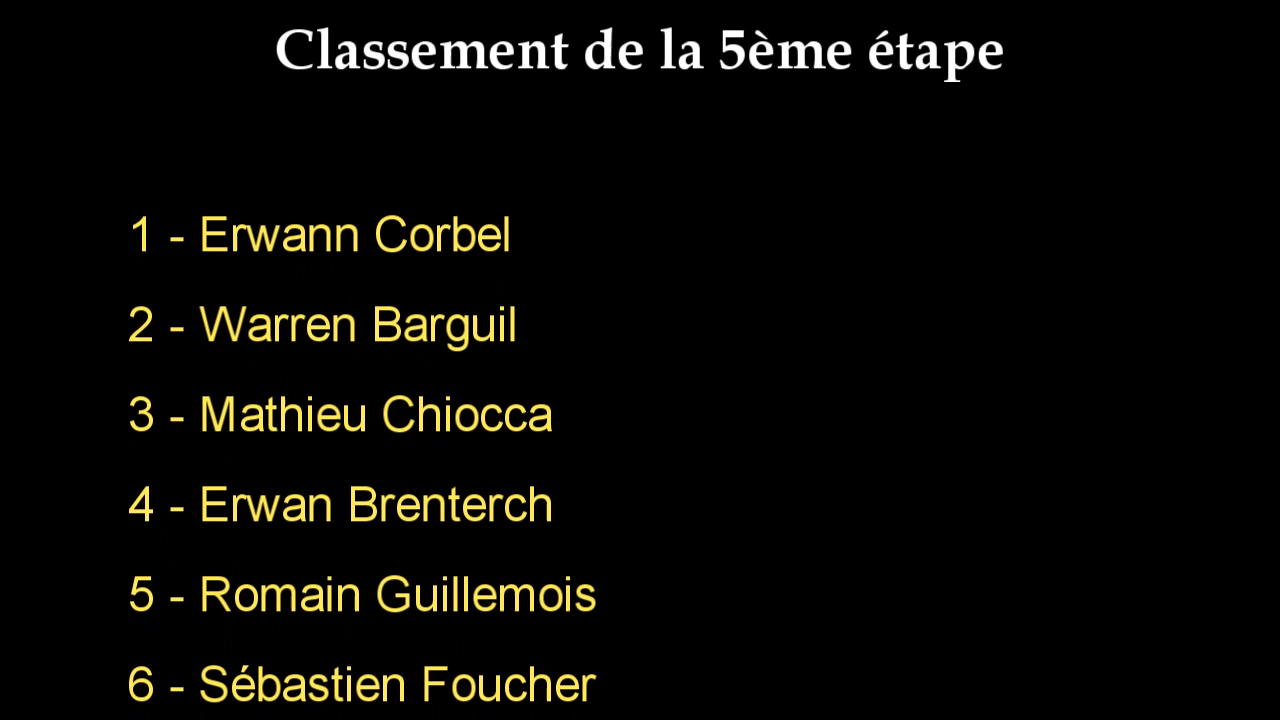 Classement de la 5ème étape
1 - Erwann Corbel
2 - Warren Barguil
3 - Mathieu Chiocca
4 - Erwan Brenterch
5 - Romain Guillemois
6 - Sébastien Foucher